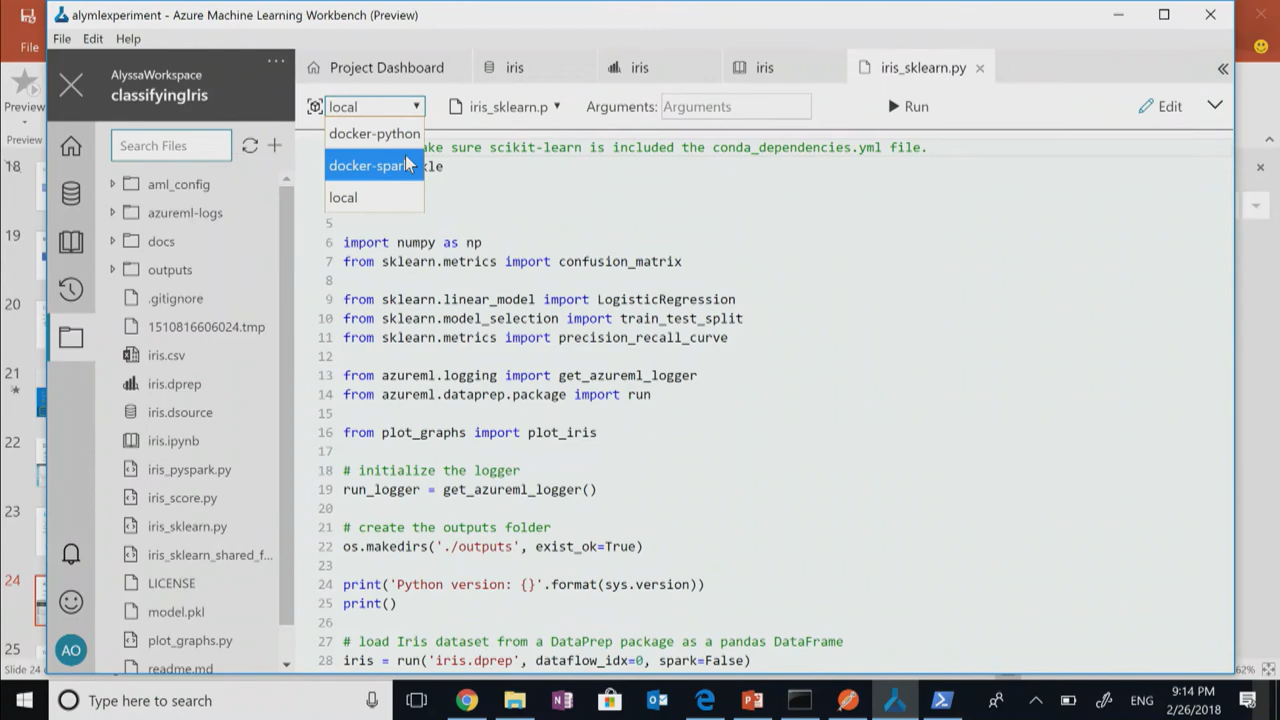 alymlexperiment - Azure Machine Learning Workbench (Preview)
File Edit Help
File
AlyssaWorkspace
classifyingIris
Project Dashboard
iris
iris
iris
iris_sklearn.py
local
iris_sklearn.p
Arguments:
Arguments
Run
Edit
docker-python
docker-spar
local
Preview
Preview
18
19
20
21
22
23
24
25
Slide 24
Search Files
aml_config
azureml-logs
docs
outputs
.gitignore
1510816606024.tmp
iris.csv
iris.dprep
iris.dsource
iris.ipynb
iris_pyspark.py
iris_score.py
iris_sklearn.py
iris_sklearn_shared_f...
LICENSE
model.pkl
plot_graphs.py
readme.md
AO
ake sure scikit-learn is included the conda_dependencies.yml file.
kle
5
6 import numpy as np
7 from sklearn.metrics import confusion_matrix
8
9 from sklearn.linear_model import LogisticRegression
10 from sklearn.model_selection import train_test_split
11 from sklearn.metrics import precision_recall_curve
12
13 from azureml.logging import get_azureml_logger
14 from azureml.dataprep.package import run
15
16 from plot_graphs import plot_iris
17
18 # initialize the logger
19 run_logger = get_azureml_logger()
20
21 # create the outputs folder
22 os.makedirs('./outputs', exist_ok=True)
23
24 print('Python version: {}'.format(sys.version))
25 print()
26
27 # load Iris dataset from a DataPrep package as a pandas DataFrame
28 iris = run('iris.dprep', dataflow_idx=0, spark=False)
62%
Type here to search
ENG
9:14 PM
2/26/2018